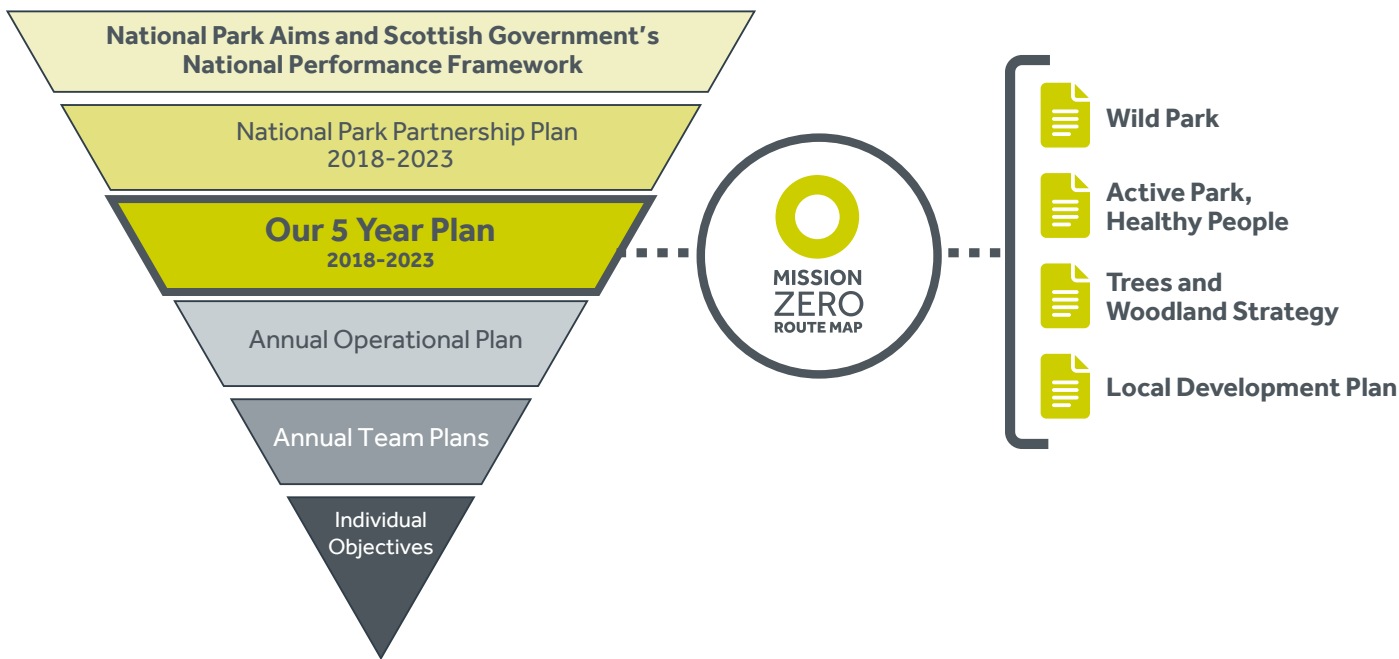 National Park Aims and Scottish Government’s
National Performance Framework
National Park Partnership Plan
2018-2023
Our 5 Year Plan
2018-2023
Annual Operational Plan
Annual Team Plans
Individual
Objectives
MISSION
ZERO
ROUTE MAP
Wild Park
Active Park,
Healthy People
Trees and
Woodland Strategy
Local Development Plan